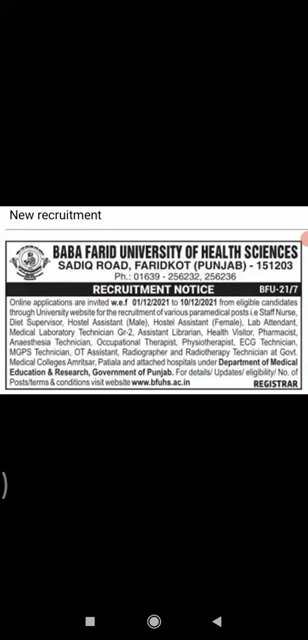 New recruitment
BABA FARID UNIVERSITY OF HEALTH SCIENCES
SADIQ ROAD, FARIDKOT (PUNJAB) - 151203
Ph.: 01639 - 256232, 256236
RECRUITMENT NOTICE BFU-21/7
Online applications are invited w.e.f 01/12/2021 to 10/12/2021 from eligible candidates
through University website for the recruitment of various paramedical posts i.e Staff Nurse,
Diet Supervisor, Hostel Assistant (Male), Hostel Assistant (Female), Lab Attendant,
Medical Laboratory Technician Gr-2, Assistant Librarian, Health Visitor, Pharmacist,
Anaesthesia Technician, Occupational Therapist, Physiotherapist, ECG Technician,
MGPS Technician, OT Assistant, Radiographer and Radiotherapy Technician at Govt.
Medical Colleges Amritsar, Patiala and attached hospitals under Department of Medical
Education & Research, Government of Punjab. For details/ Updates/ eligibility/ No. of
Posts/terms & conditions visit website www.bfuhs.ac.in REGISTRAR